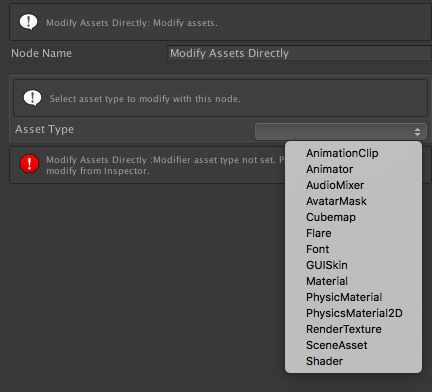 Modify Assets Directly: Modify assets.
Node Name
Modify Assets Directly
Select asset type to modify with this node.
Asset Type
AnimationClip
Animator
AudioMixer
AvatarMask
Cubemap
Flare
Font
GUISkin
Material
PhysicMaterial
PhysicsMaterial2D
RenderTexture
SceneAsset
Shader
Modify Assets Directly :Modifier asset type not set. P
modify from Inspector.